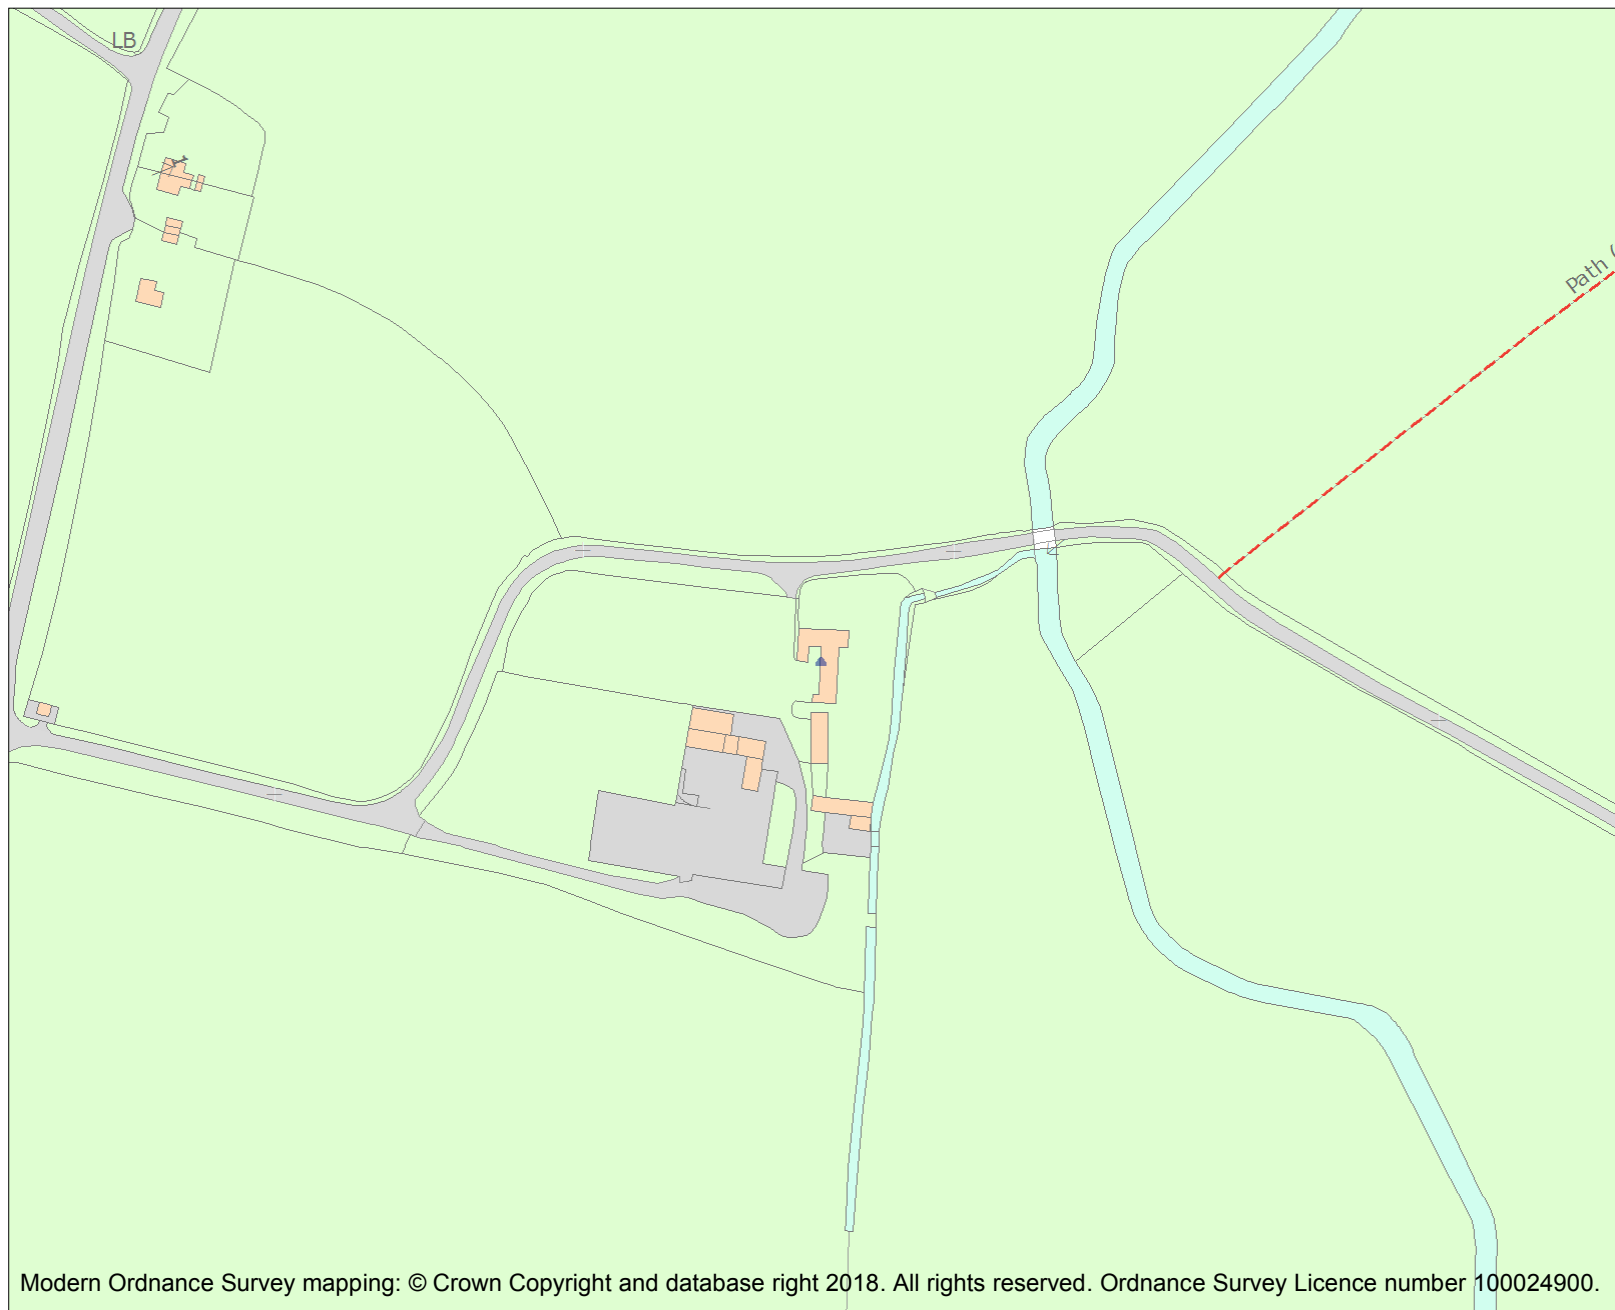 LB
1
Path (
Modern Ordnance Survey mapping: © Crown Copyright and database right 2018. All rights reserved. Ordnance Survey Licence number 100024900.